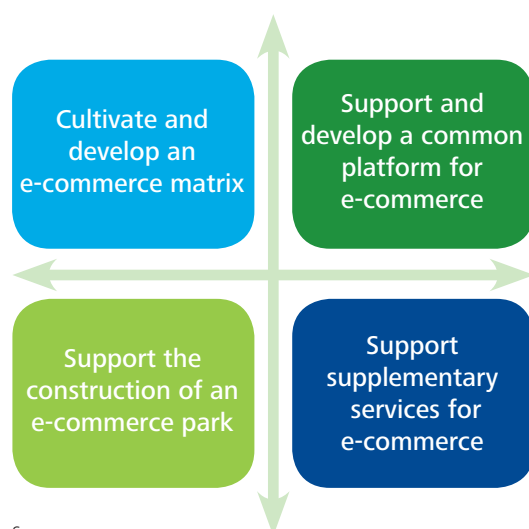 Cultivate and
develop an
e-commerce matrix
Support and
develop a common
platform for
e-commerce
Support the
construction of an
e-commerce park
Support
supplementary
services for
e-commerce